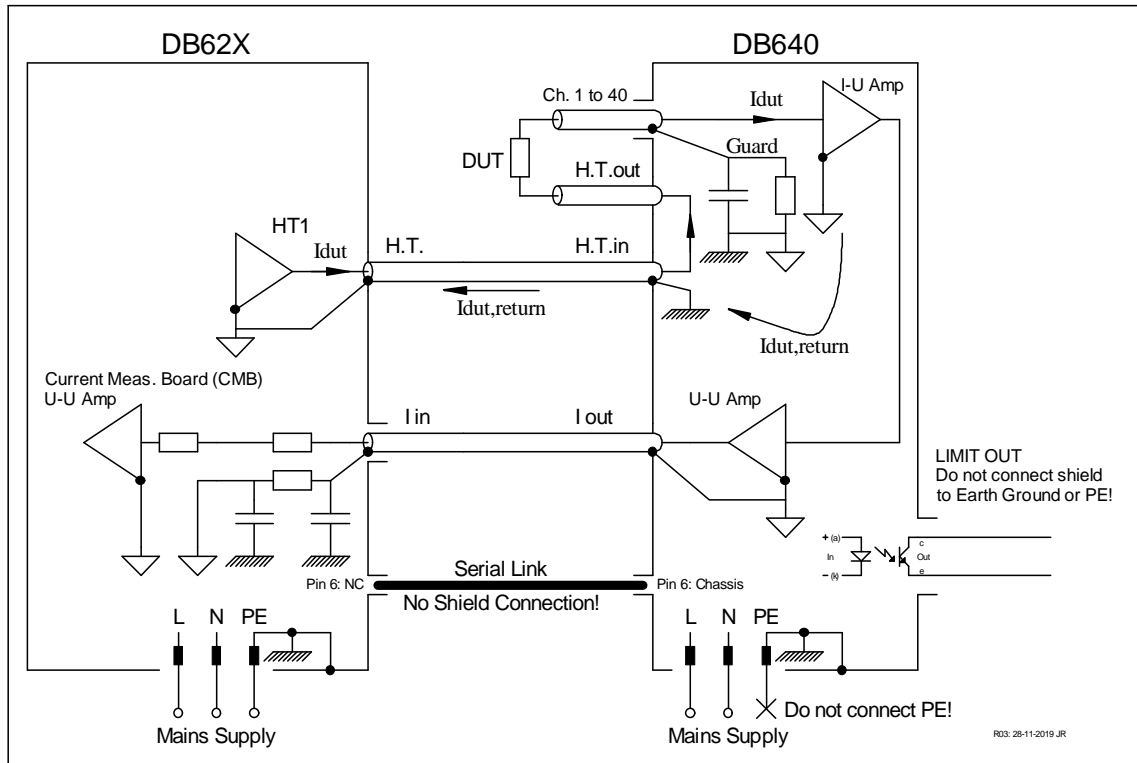 DB62X
DB640
Ch. 1 to 40
Idut
I-U Amp
DUT
Guard
H.T.out
HT1
Idut
H.T.
H.T.in
Idut,return
Idut,return
Current Meas. Board (CMB)
U-U Amp
I in
I out
U-U Amp
LIMIT OUT
Do not connect shield
to Earth Ground or PE!
+ (a)
In
- (k)
c
Out
e
Serial Link
Pin 6: NC
Pin 6: Chassis
No Shield Connection!
L N PE
L N PE
Do not connect PE!
Mains Supply
Mains Supply
R03: 28-11-2019 JR